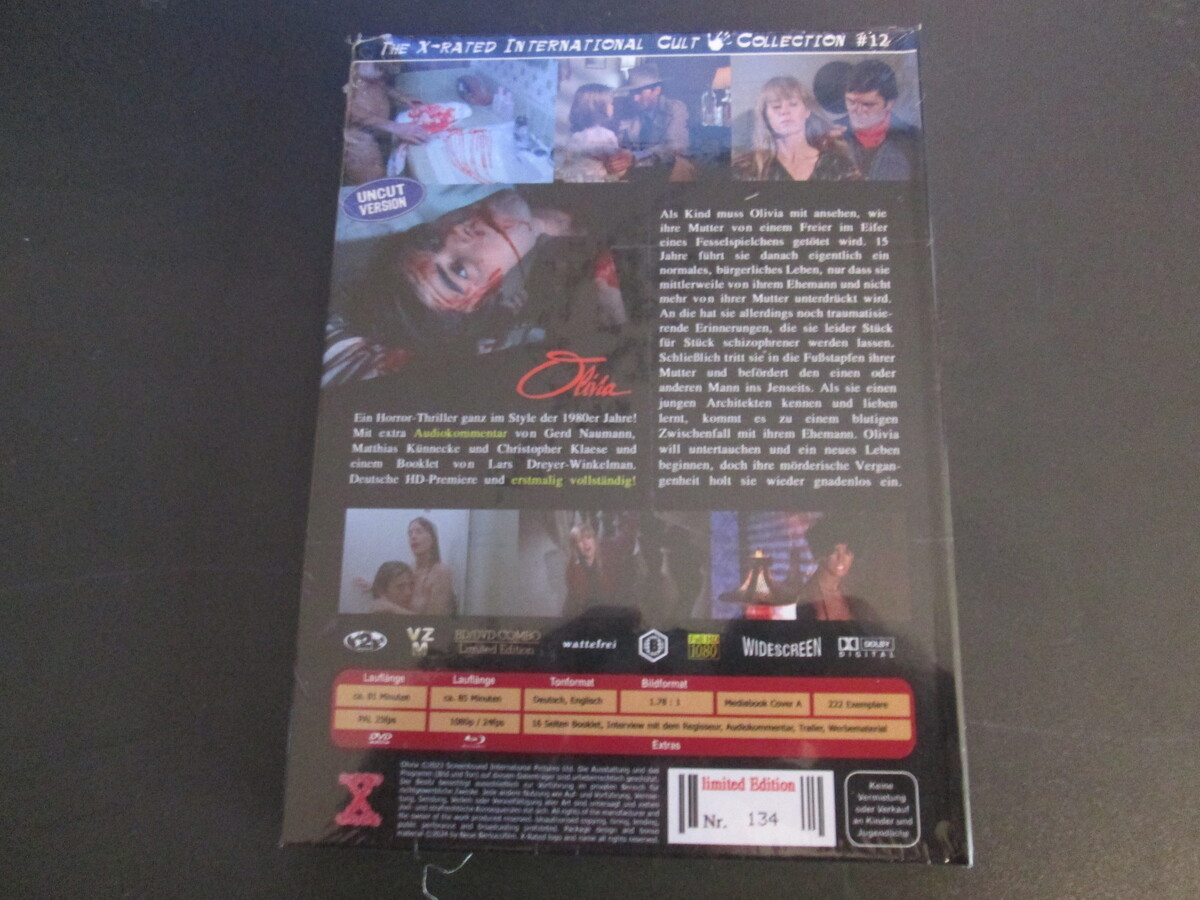 THE X-RATED INTERNATIONAL CULT COLLECTION #12
UNCUT
VERSION
Als Kind muss Olivia mit ansehen, wie
ihre Mutter von einem Freier im Eifer
eines Fesselspielchens getötet wird. 15
Jahre führt sie danach eigentlich ein
normales, bürgerliches Leben, nur dass sie
mittlerweile von ihrem Ehemann und nicht
mehr von ihrer Mutter unterdrückt wird.
An die hat sie allerdings noch traumatisie-
rende Erinnerungen, die sie leider Stück
für Stück schizophrener werden lassen.
Schließlich tritt sie in die Fußstapfen ihrer
Mutter und befördert den einen oder
anderen Mann ins Jenseits. Als sie einen
jungen Architekten kennen und lieben
lernt, kommt es zu einem blutigen
Zwischenfall mit ihrem Ehemann. Olivia
will untertauchen und ein neues Leben
beginnen, doch ihre mörderische Vergan-
genheit holt sie wieder gnadenlos ein.
Olivia
Ein Horror-Thriller ganz im Style der 1980er Jahre!
Mit extra Audiokommentar von Gerd Naumann,
Matthias Künnecke und Christopher Klaese und
einem Booklet von Lars Dreyer-Winkelman.
Deutsche HD-Premiere und erstmalig vollständig!
VZ
M
BD/DVD-COMBO
Limited Edition
wattefrei
B
Full HD
1080
WIDESCREEN
DOLBY
DIGITAL
Lauflänge Lauflänge Tonformat Bildformat
ca. 81 Minuten ca. 85 Minuten Deutsch, Englisch 1.78 : 1 Mediabook Cover A 222 Exemplare
PAL 25fps 1080p / 24fps 16 Seiten Booklet, Interview mit dem Regisseur, Audiokommentar, Trailer, Werbematerial
DVD Extras
X
limited Edition
Nr. 134
Keine
Vermietung
oder Verkauf
an Kinder und
Jugendliche